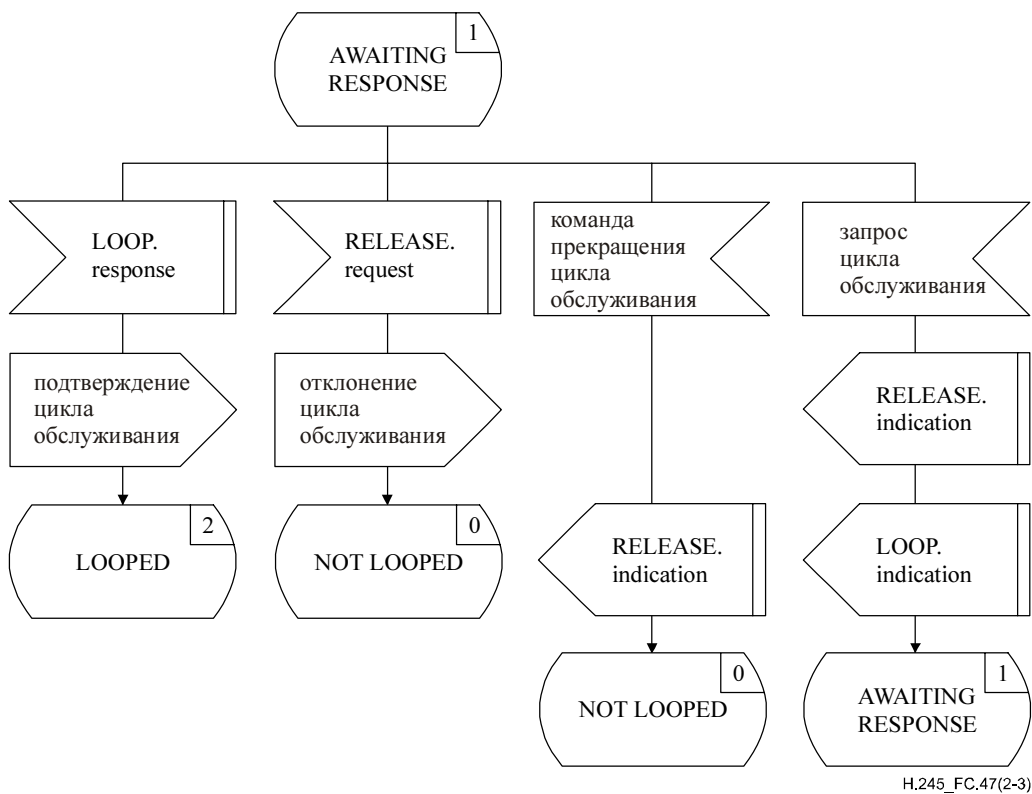 1
AWAITING
RESPONSE
LOOP.
response
RELEASE.
request
команда
прекращения
цикла
обслуживания
запрос
цикла
обслуживания
подтверждение
цикла
обслуживания
отклонение
цикла
обслуживания
RELEASE.
indication
2
LOOPED
0
NOT LOOPED
RELEASE.
indication
LOOP.
indication
0
NOT LOOPED
1
AWAITING
RESPONSE
H.245_FC.47(2-3)